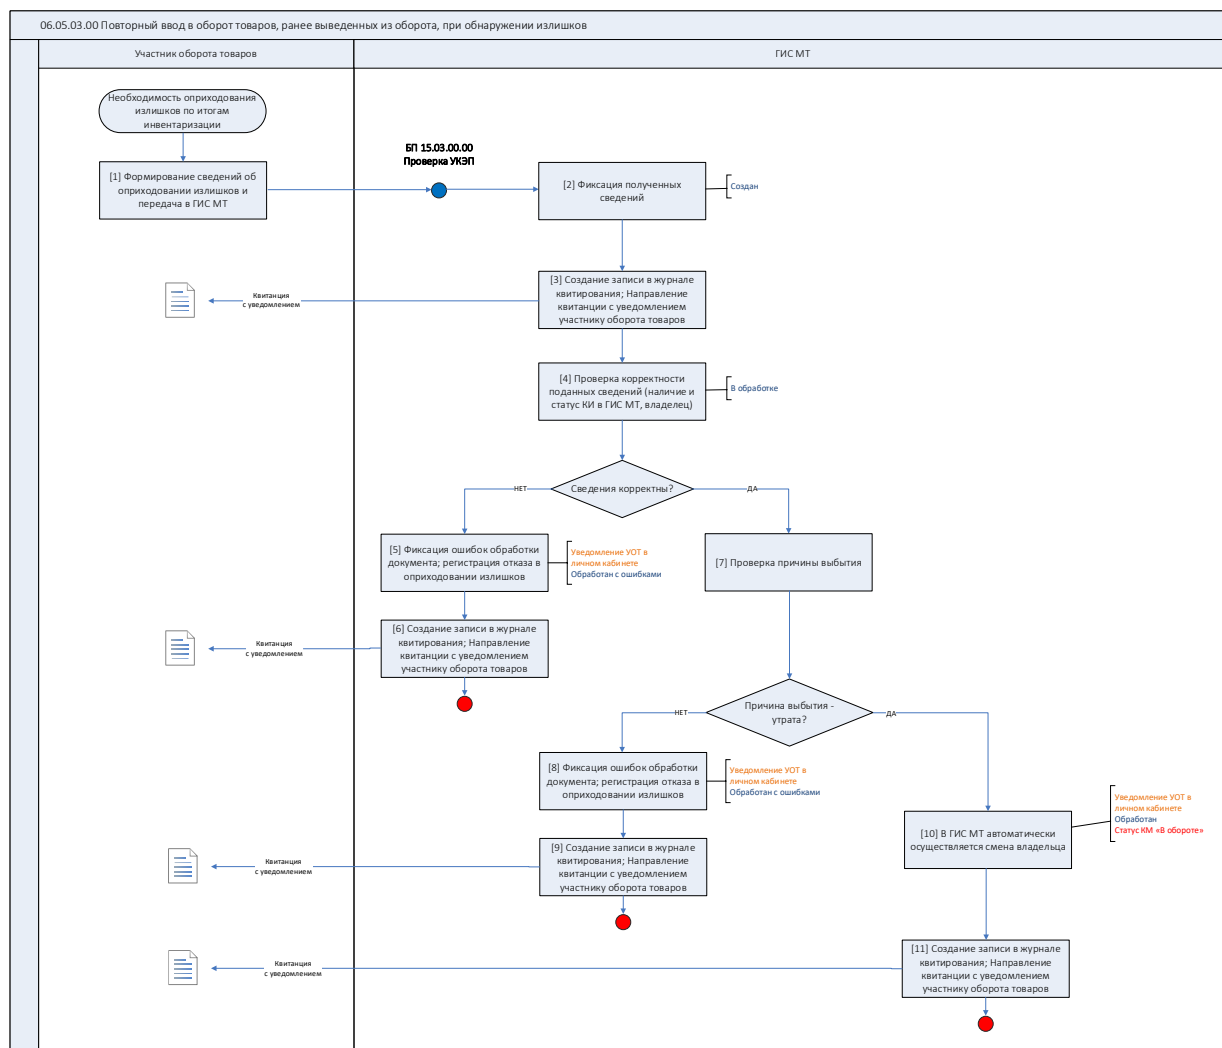 06.05.03.00 Повторный ввод в оборот товаров, ранее выведенных из оборота, при обнаружении излишков
Участник оборота товаров
ГИС МТ
Необходимость оприходования
излишков по итогам
инвентаризации
[1] Формирование сведений об
оприходовании излишков и
передача в ГИС МТ
БП 15.03.00.00
Проверка УКЭП
[2] Фиксация полученных
сведений
Создан
[3] Создание записи в журнале
квитирования; Направление
квитанции с уведомлением
участнику оборота товаров
Квитанция
с уведомлением
[4] Проверка корректности
поданных сведений (наличие и
статус КИ в ГИС МТ, владелец)
В обработке
Сведения корректны?
НЕТ
ДА
[5] Фиксация ошибок обработки
документа; регистрация отказа в
оприходовании излишков
Уведомление УОТ в
личном кабинете
Обработан с ошибками
[7] Проверка причины выбытия
[6] Создание записи в журнале
квитирования; Направление
квитанции с уведомлением
участнику оборота товаров
Квитанция
с уведомлением
Причина выбытия -
утрата?
НЕТ
ДА
[8] Фиксация ошибок обработки
документа; регистрация отказа в
оприходовании излишков
Уведомление УОТ в
личном кабинете
Обработан с ошибками
[10] В ГИС МТ автоматически
осуществляется смена владельца
Уведомление УОТ в
личном кабинете
Обработан
Статус КМ «В обороте»
[9] Создание записи в журнале
квитирования; Направление
квитанции с уведомлением
участнику оборота товаров
Квитанция
с уведомлением
[11] Создание записи в журнале
квитирования; Направление
квитанции с уведомлением
участнику оборота товаров
Квитанция
с уведомлением